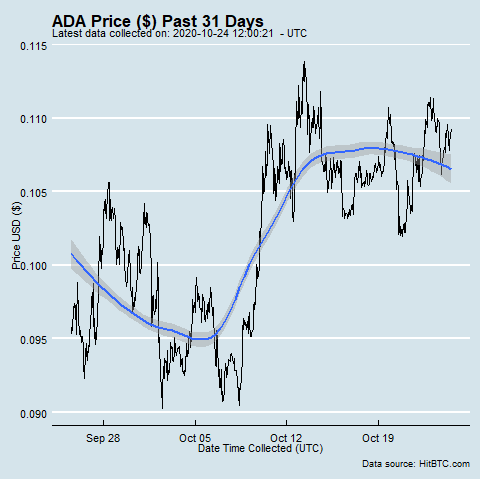 ADA Price ($) Past 31 Days
Latest data collected on: 2020-10-24 12:00:21 - UTC
0.115
0.110
0.105
0.100
0.095
0.090
Price USD ($)
Sep 28
Oct 05
Oct 12
Oct 19
Date Time Collected (UTC)
Data source: HitBTC.com